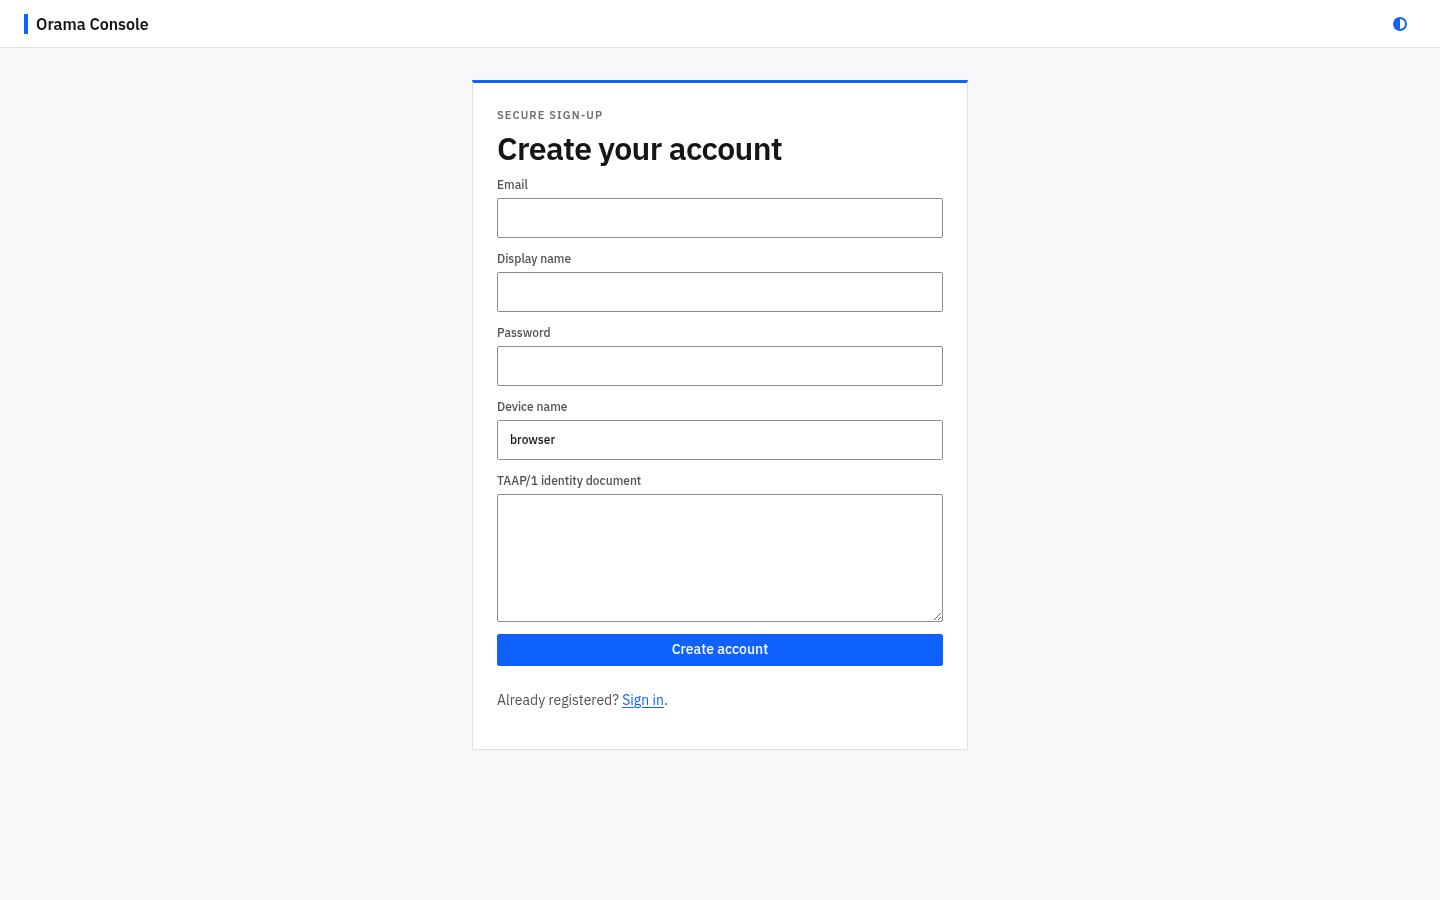 Orama Console
SECURE SIGN-UP
Create your account
Email
Display name
Password
Device name
browser
TAAP/1 identity document
Create account
Already registered? Sign in.